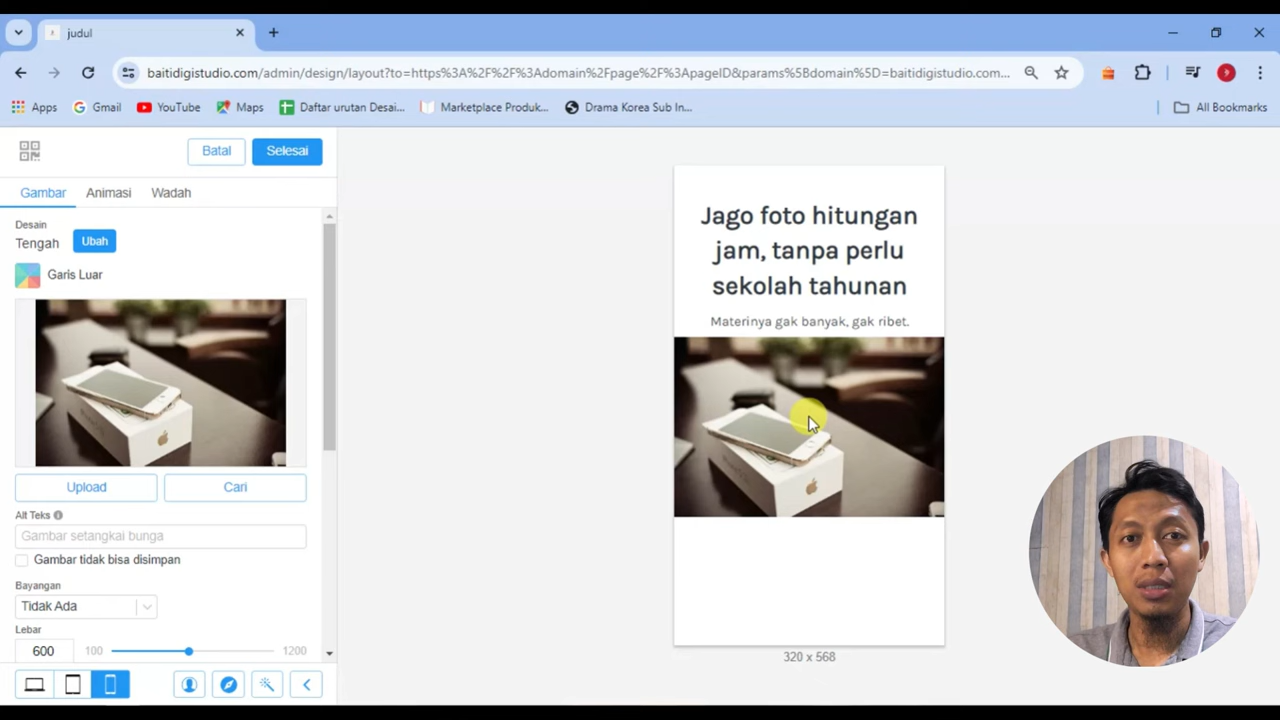 judul
baitidigistudio.com/admin/design/layout?to=https%3A%2F%2F%3Adomain%2Fpage%2F%3ApageID&params%5Bdomain%5D=baitidigistudio.com...
Apps
Gmail
YouTube
Maps
Daftar urutan Desai...
Marketplace Produk...
Drama Korea Sub In...
All Bookmarks
Batal
Selesai
Gambar
Animasi
Wadah
Desain
Tengah
Ubah
Garis Luar
Upload
Cari
Alt Teks
Gambar setangkai bunga
Gambar tidak bisa disimpan
Bayangan
Tidak Ada
Lebar
600
100
1200
Jago foto hitungan
jam, tanpa perlu
sekolah tahunan
Materinya gak banyak, gak ribet.
320 x 568